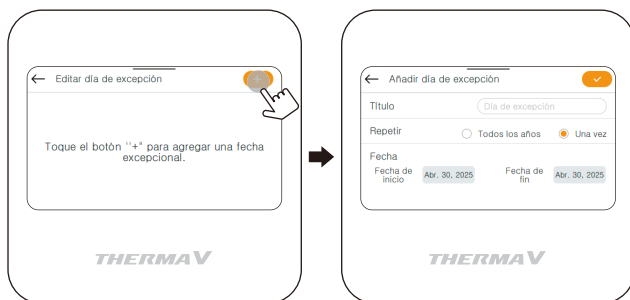 Editar día de excepción
Toque el botón "+" para agregar una fecha
excepcional.
THERMAV
Añadir día de excepción
Título
Día de excepción
Repetir
Todos los años
Una vez
Fecha
Fecha de
inicio
Abr. 30, 2025
Fecha de
fin
Abr. 30, 2025
THERMAV